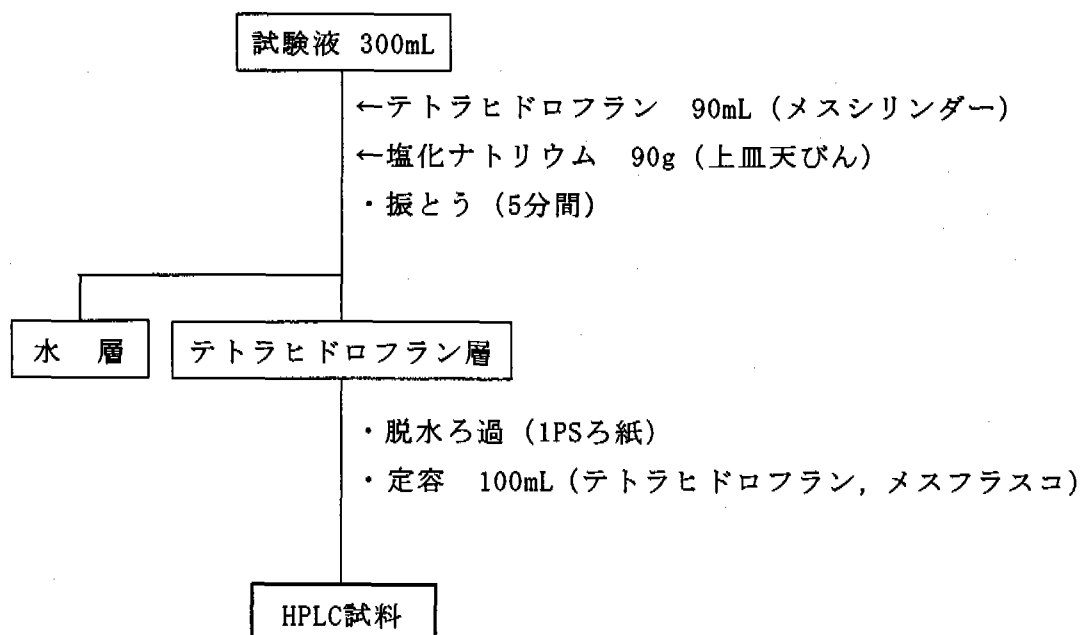 試験液 300mL
←テトラヒドロフラン 90mL (メスシリンダー)
←塩化ナトリウム 90g (上皿天びん)
・振とう (5分間)
水 層
テトラヒドロフラン層
・脱水ろ過 (1PSろ紙)
・定容 100mL (テトラヒドロフラン, メスフラスコ)
HPLC試料